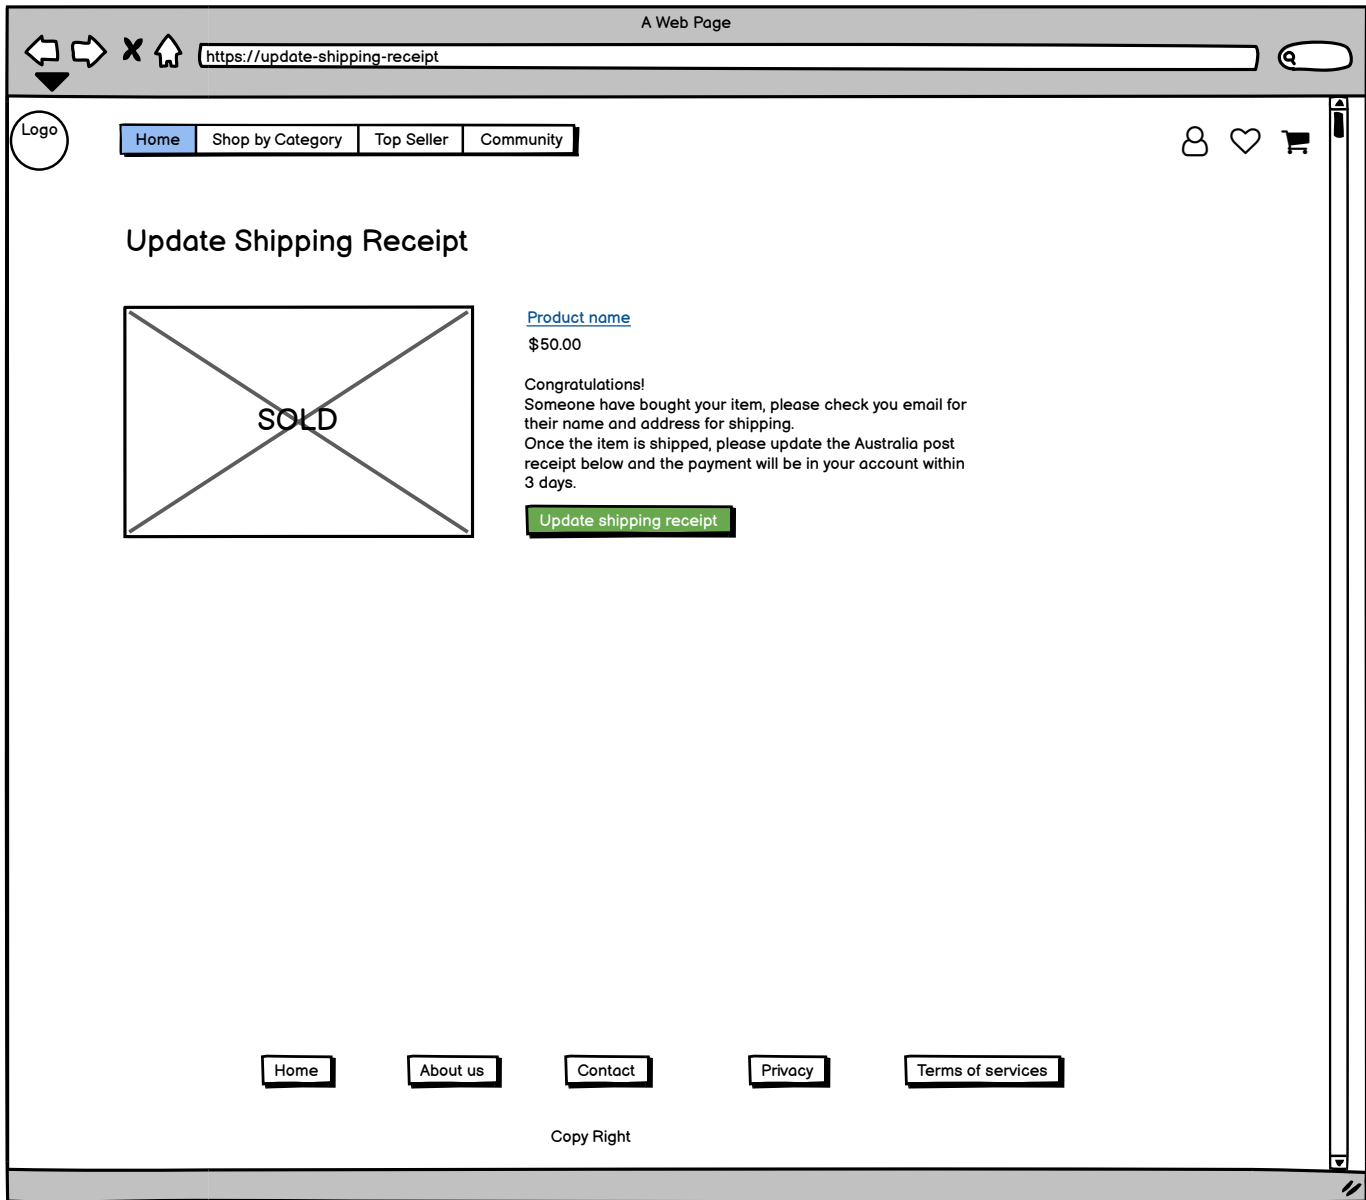 A Web Page
https://update-shipping-receipt
Logo
Home
Shop by Category
Top Seller
Community
Update Shipping Receipt
SOLD
Product name
$50.00
Congratulations!
Someone have bought your item, please check you email for
their name and address for shipping.
Once the item is shipped, please update the Australia post
receipt below and the payment will be in your account within
3 days.
Update shipping receipt
Home
About us
Contact
Privacy
Terms of services
Copy Right